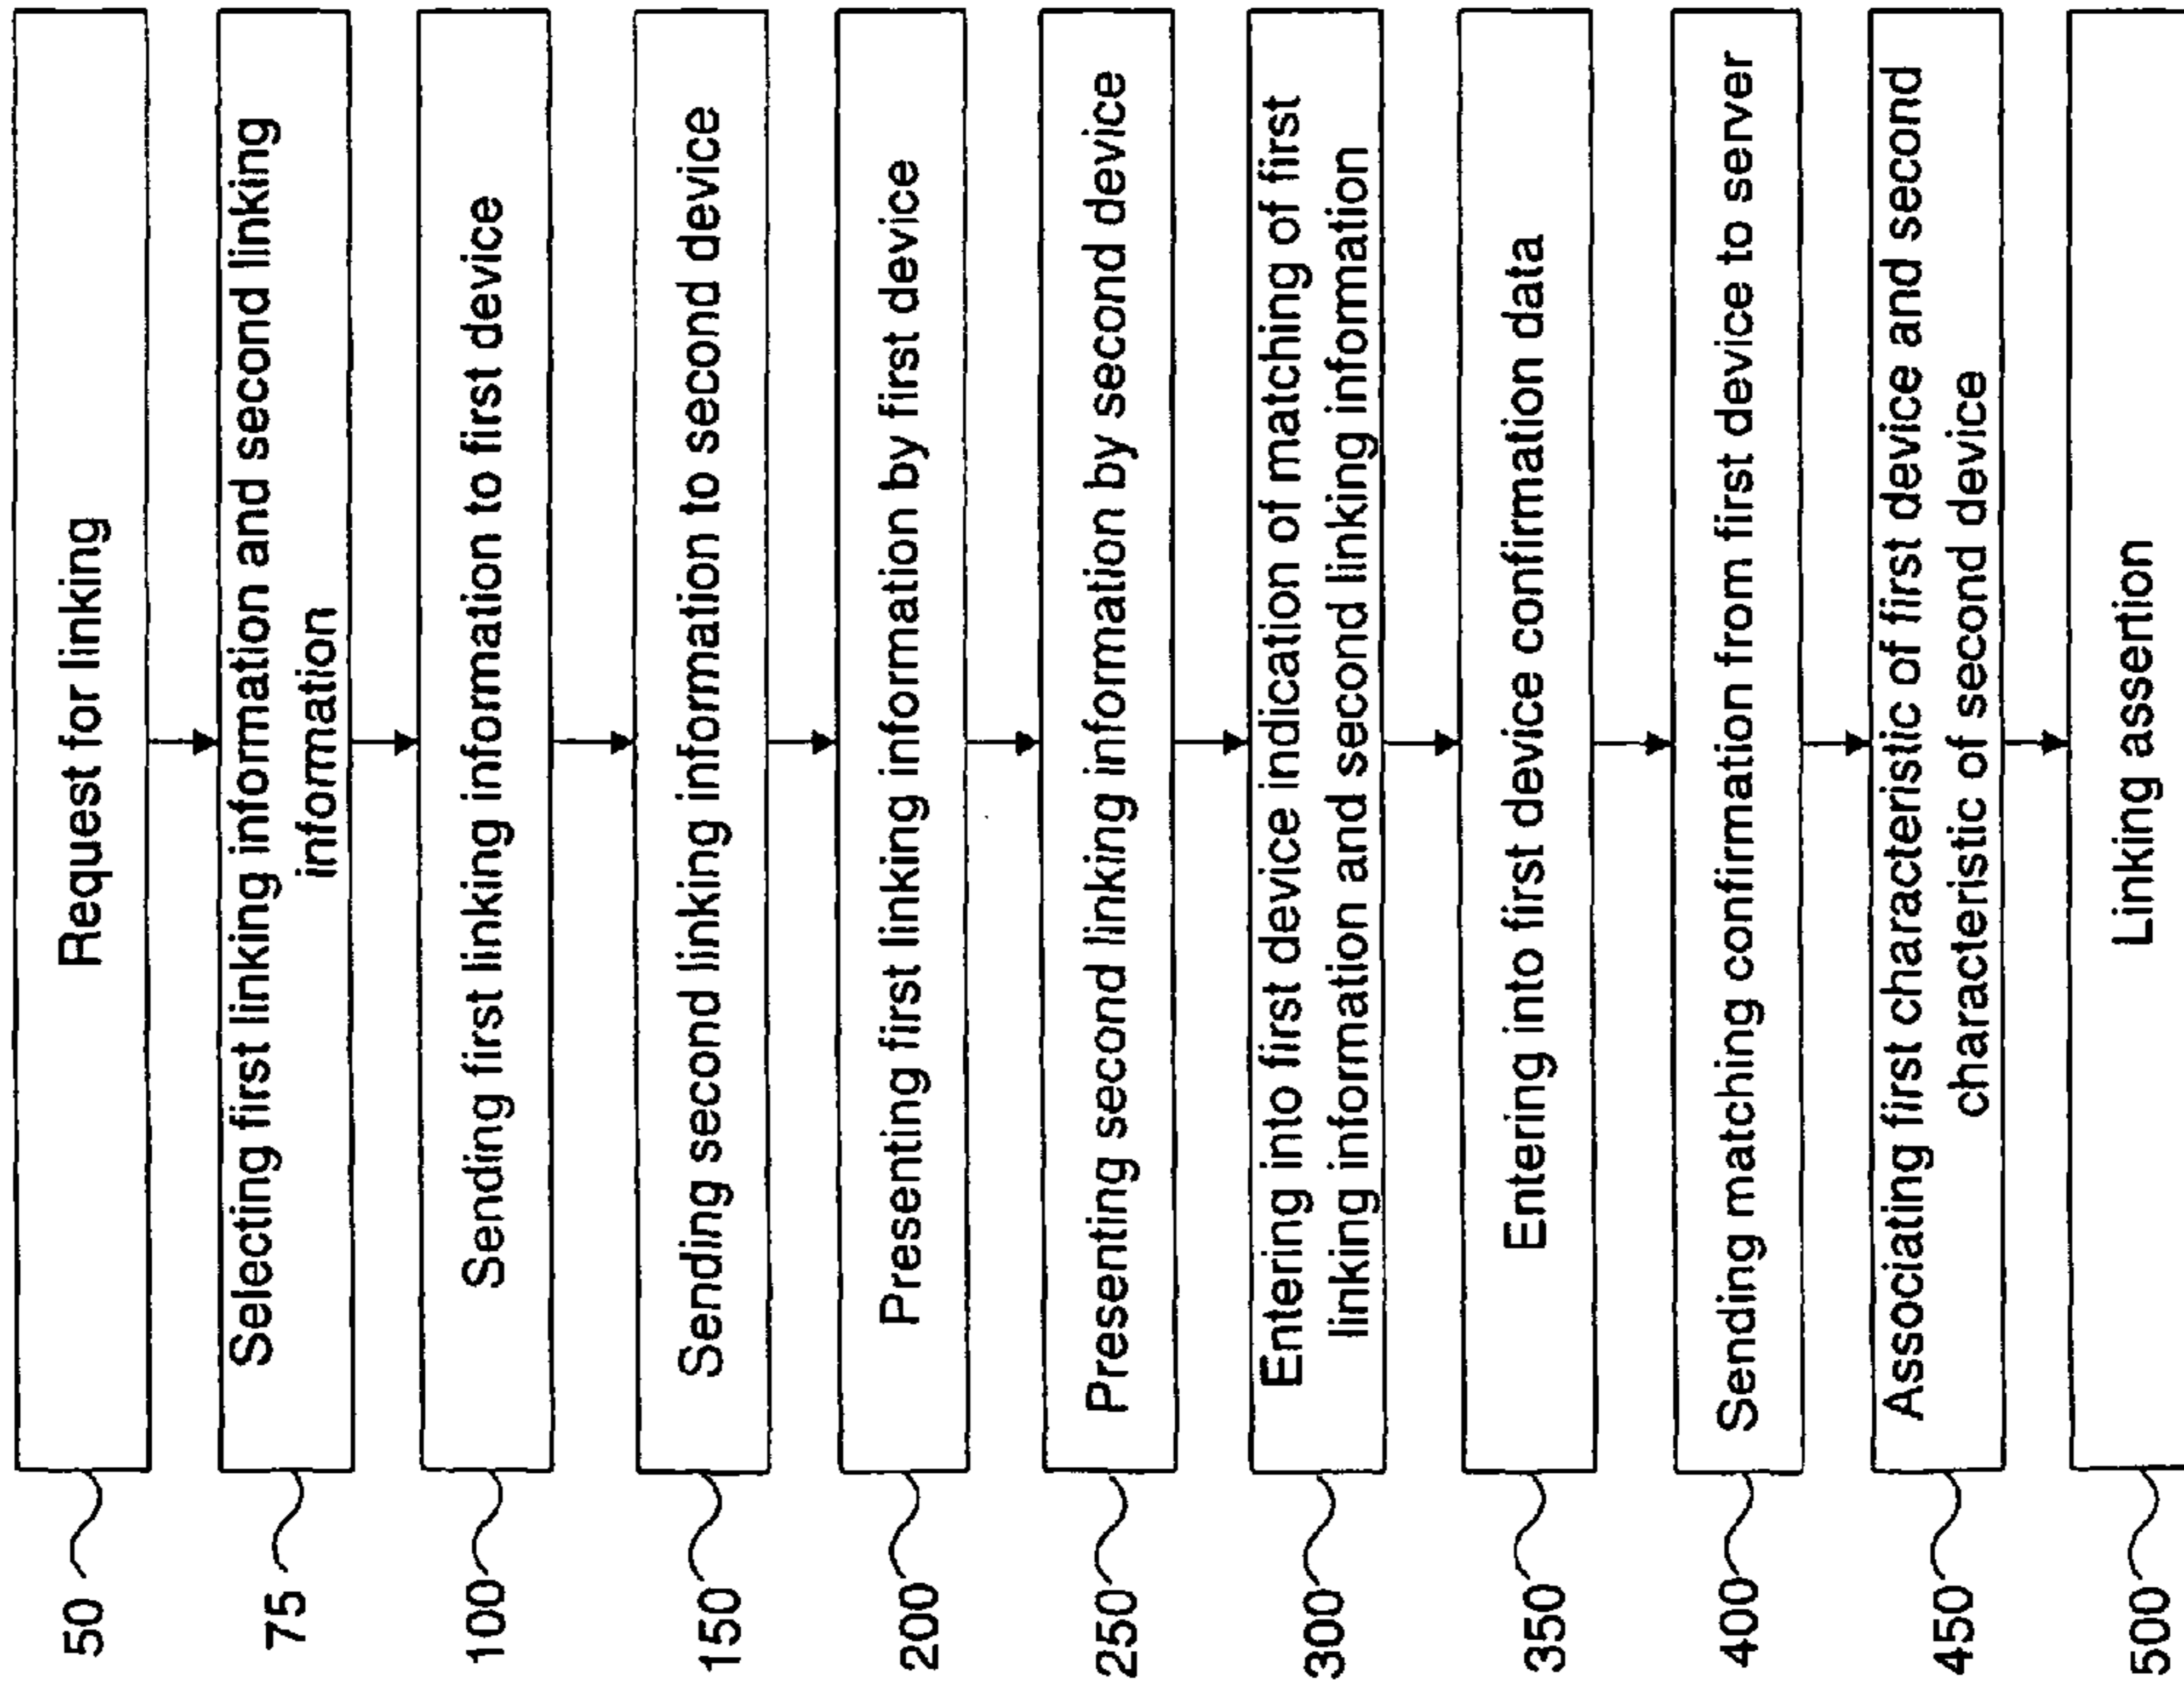 50
Request for linking
75
Selecting first linking information and second linking
information
100
Sending first linking information to first device
150
Sending second linking information to second device
200
Presenting first linking information by first device
250
Presenting second linking information by second device
300
Entering into first device indication of matching of first
linking information and second linking information
350
Entering into first device confirmation data
400
Sending matching confirmation from first device to server
450
Associating first characteristic of first device and second
characteristic of second device
500
Linking assertion